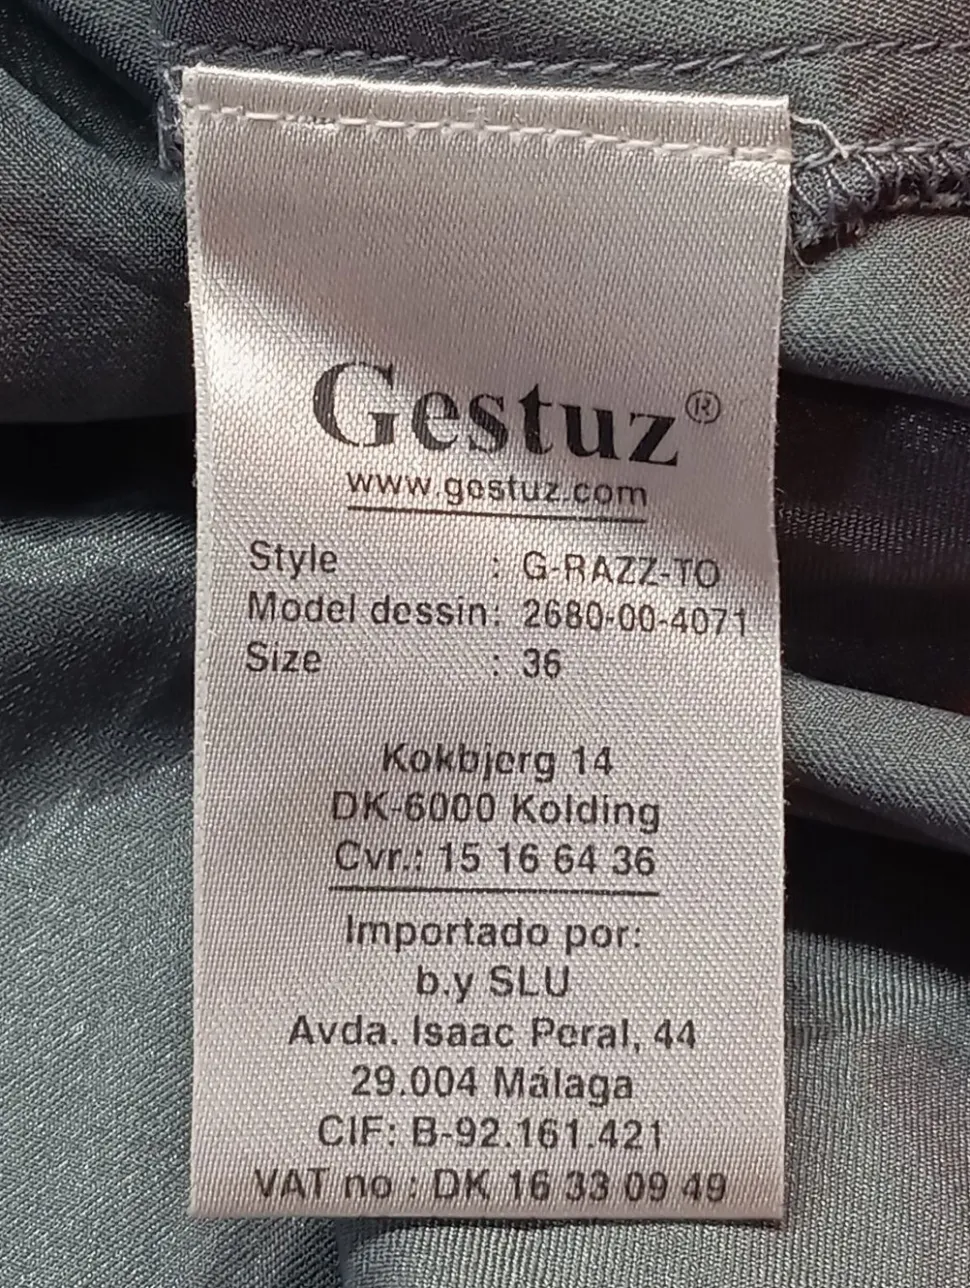 Gestuz®
www.gestuz.com
Style : G-RAZZ-TO
Model dessin: 2680-00-4071
Size : 36
Kokbjerg 14
DK-6000 Kolding
Cvr.: 15 16 64 36
Importado por:
b.y SLU
Avda. Isaac Peral, 44
29.004 Málaga
CIF: B-92.161.421
VAT no : DK 16 33 09 49